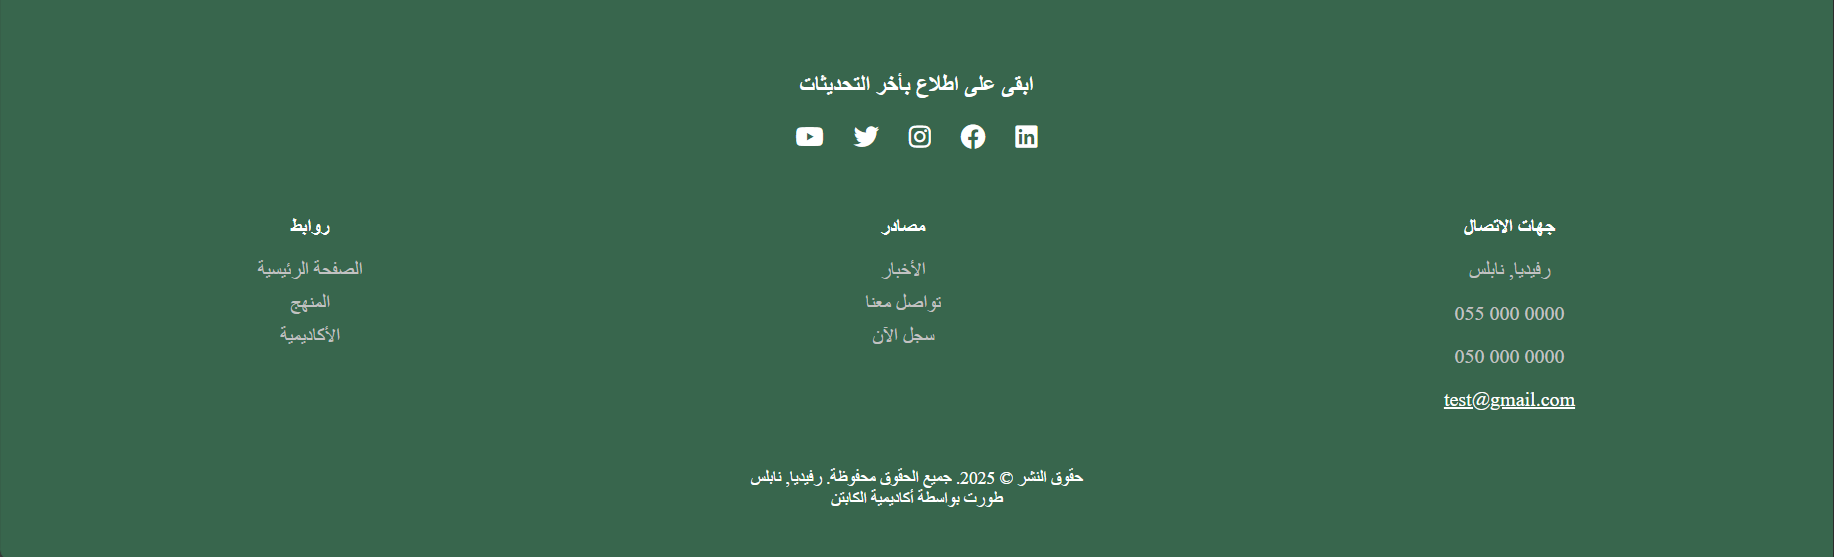 ابقى على اطلاع بأخر التحديثات
جهات الاتصال
رفيديا, نابلس
055 000 0000
050 000 0000
test@gmail.com
مصادر
الأخبار
تواصل معنا
سجل الآن
روابط
الصفحة الرئيسية
المنهج
الأكاديمية
حقوق النشر © 2025. جميع الحقوق محفوظة. رفيديا, نابلس
طورت بواسطة أكاديمية الكابتن